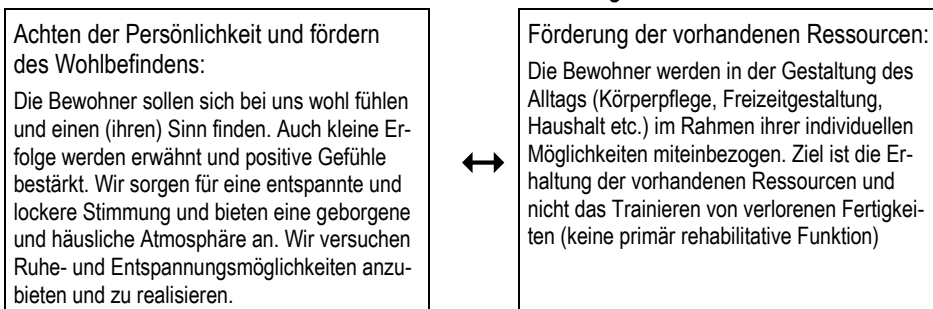 Achten der Persönlichkeit und fördern
des Wohlbefindens:
Die Bewohner sollen sich bei uns wohl fühlen
und einen (ihren) Sinn finden. Auch kleine Er-
folge werden erwähnt und positive Gefühle
bestärkt. Wir sorgen für eine entspannte und
lockere Stimmung und bieten eine geborgene
und häusliche Atmosphäre an. Wir versuchen
Ruhe- und Entspannungsmöglichkeiten anzu-
bieten und zu realisieren.
Förderung der vorhandenen Ressourcen:
Die Bewohner werden in der Gestaltung des
Alltags (Körperpflege, Freizeitgestaltung,
Haushalt etc.) im Rahmen ihrer individuellen
Möglichkeiten miteinbezogen. Ziel ist die Er-
haltung der vorhandenen Ressourcen und
nicht das Trainieren von verlorenen Fertigkei-
ten (keine primär rehabilitative Funktion)